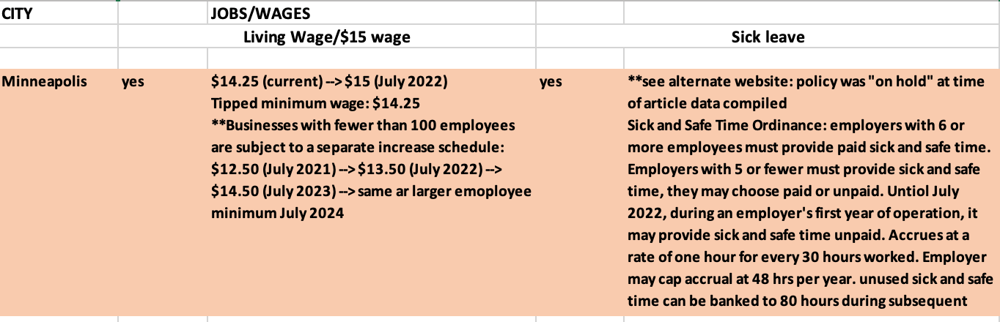 CITY JOBS/WAGES
Living Wage/$15 wage Sick leave
Minneapolis yes
$14.25 (current) --> $15 (July 2022)
Tipped minimum wage: $14.25
**Businesses with fewer than 100 employees
are subject to a separate increase schedule:
$12.50 (July 2021) --> $13.50 (July 2022) -->
$14.50 (July 2023) --> same ar larger emoployee
minimum July 2024
yes
**see alternate website: policy was "on hold" at time
of article data compiled
Sick and Safe Time Ordinance: employers with 6 or
more employees must provide paid sick and safe time.
Employers with 5 or fewer must provide sick and safe
time, they may choose paid or unpaid. Untiol July
2022, during an employer's first year of operation, it
may provide sick and safe time unpaid. Accrues at a
rate of one hour for every 30 hours worked. Employer
may cap accrual at 48 hrs per year. unused sick and safe
time can be banked to 80 hours during subsequent